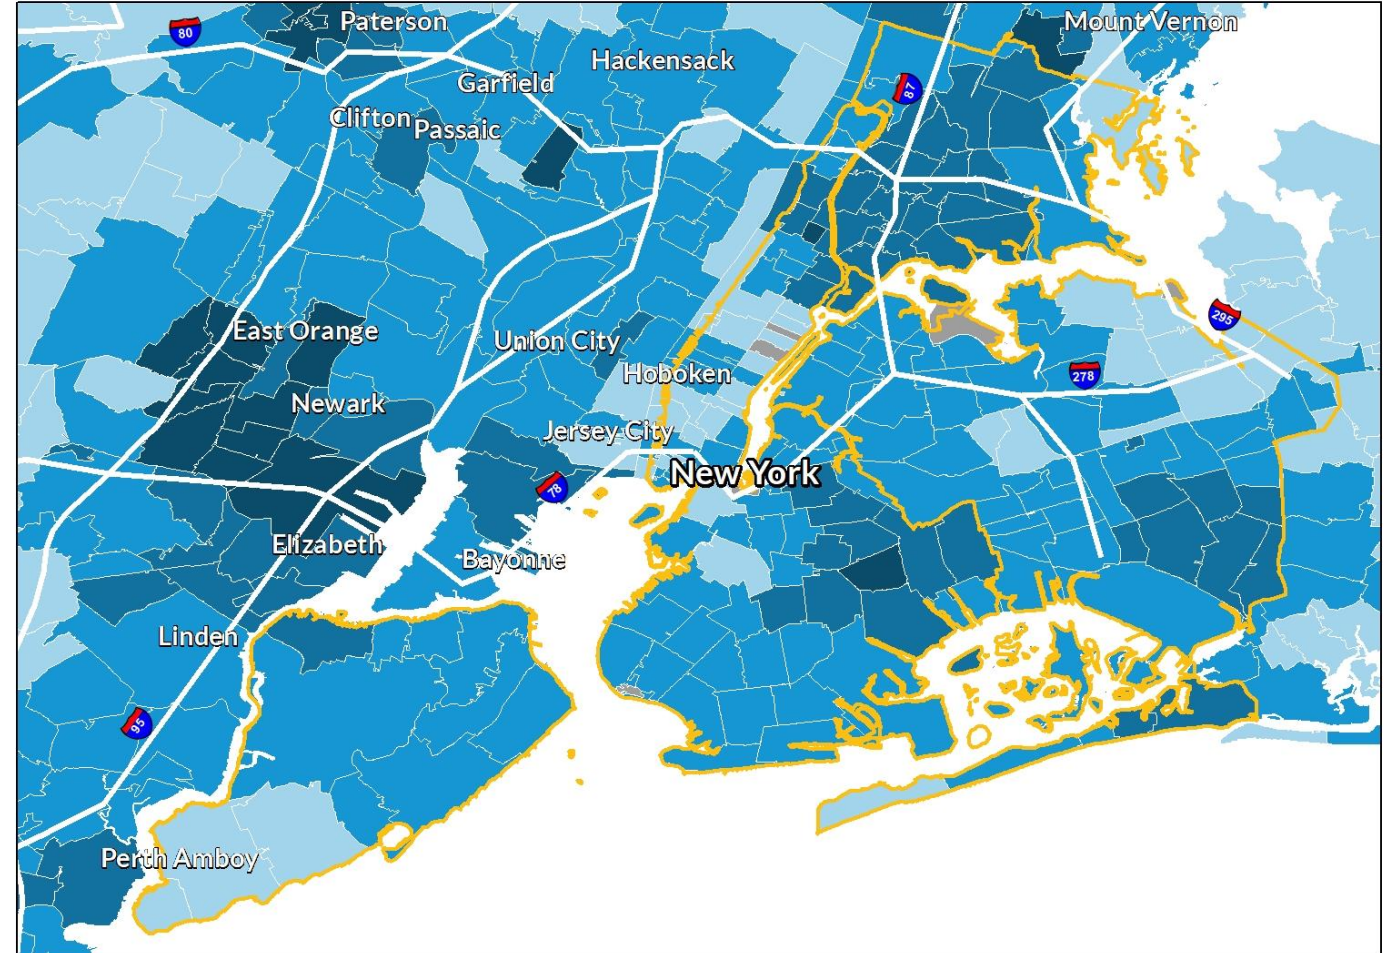 Paterson
Mount Vernon
80
Hackensack
Garfield
87
Clifton
Passaic
295
East Orange
Union City
Hoboken
278
Newark
Jersey City
New York
78
Elizabeth
Bayonne
Linden
95
Perth Amboy